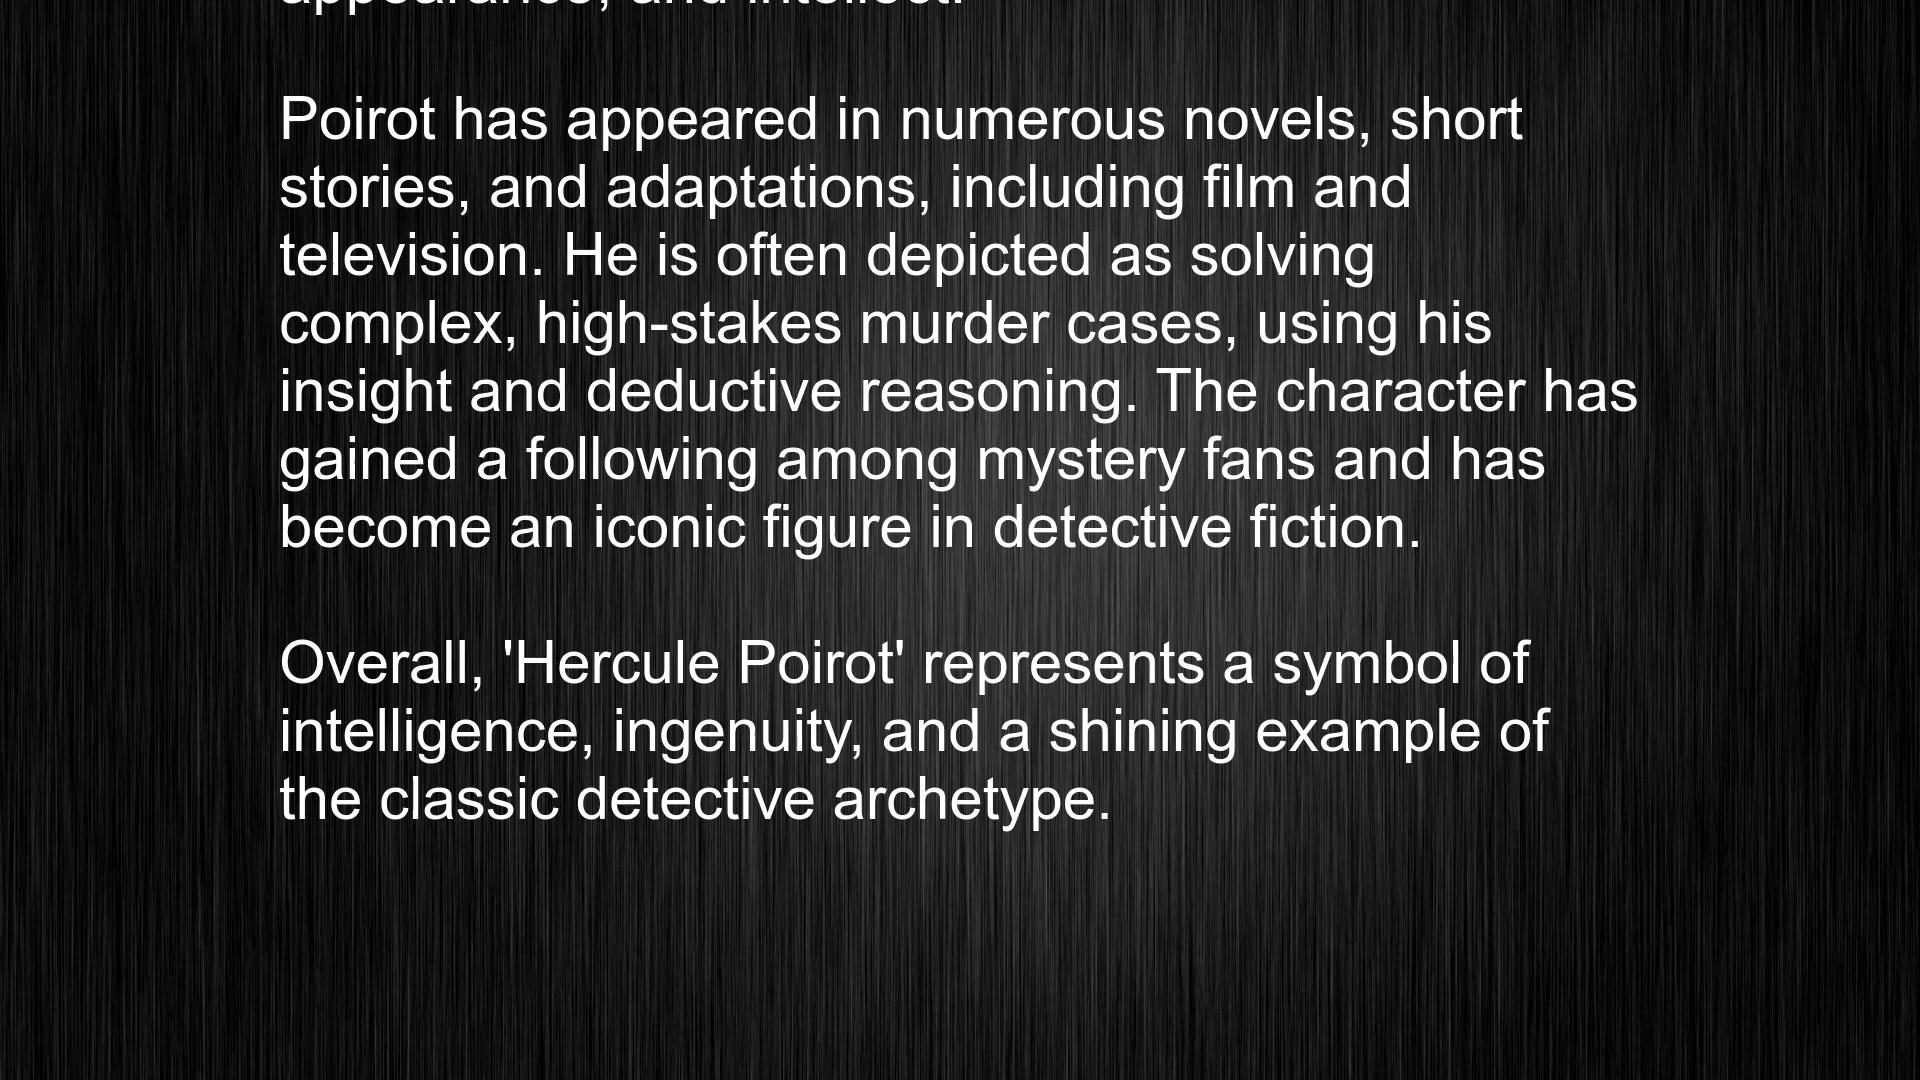 appearance, and intellect.
Poirot has appeared in numerous novels, short
stories, and adaptations, including film and
television. He is often depicted as solving
complex, high-stakes murder cases, using his
insight and deductive reasoning. The character has
gained a following among mystery fans and has
become an iconic figure in detective fiction.
Overall, 'Hercule Poirot' represents a symbol of
intelligence, ingenuity, and a shining example of
the classic detective archetype.